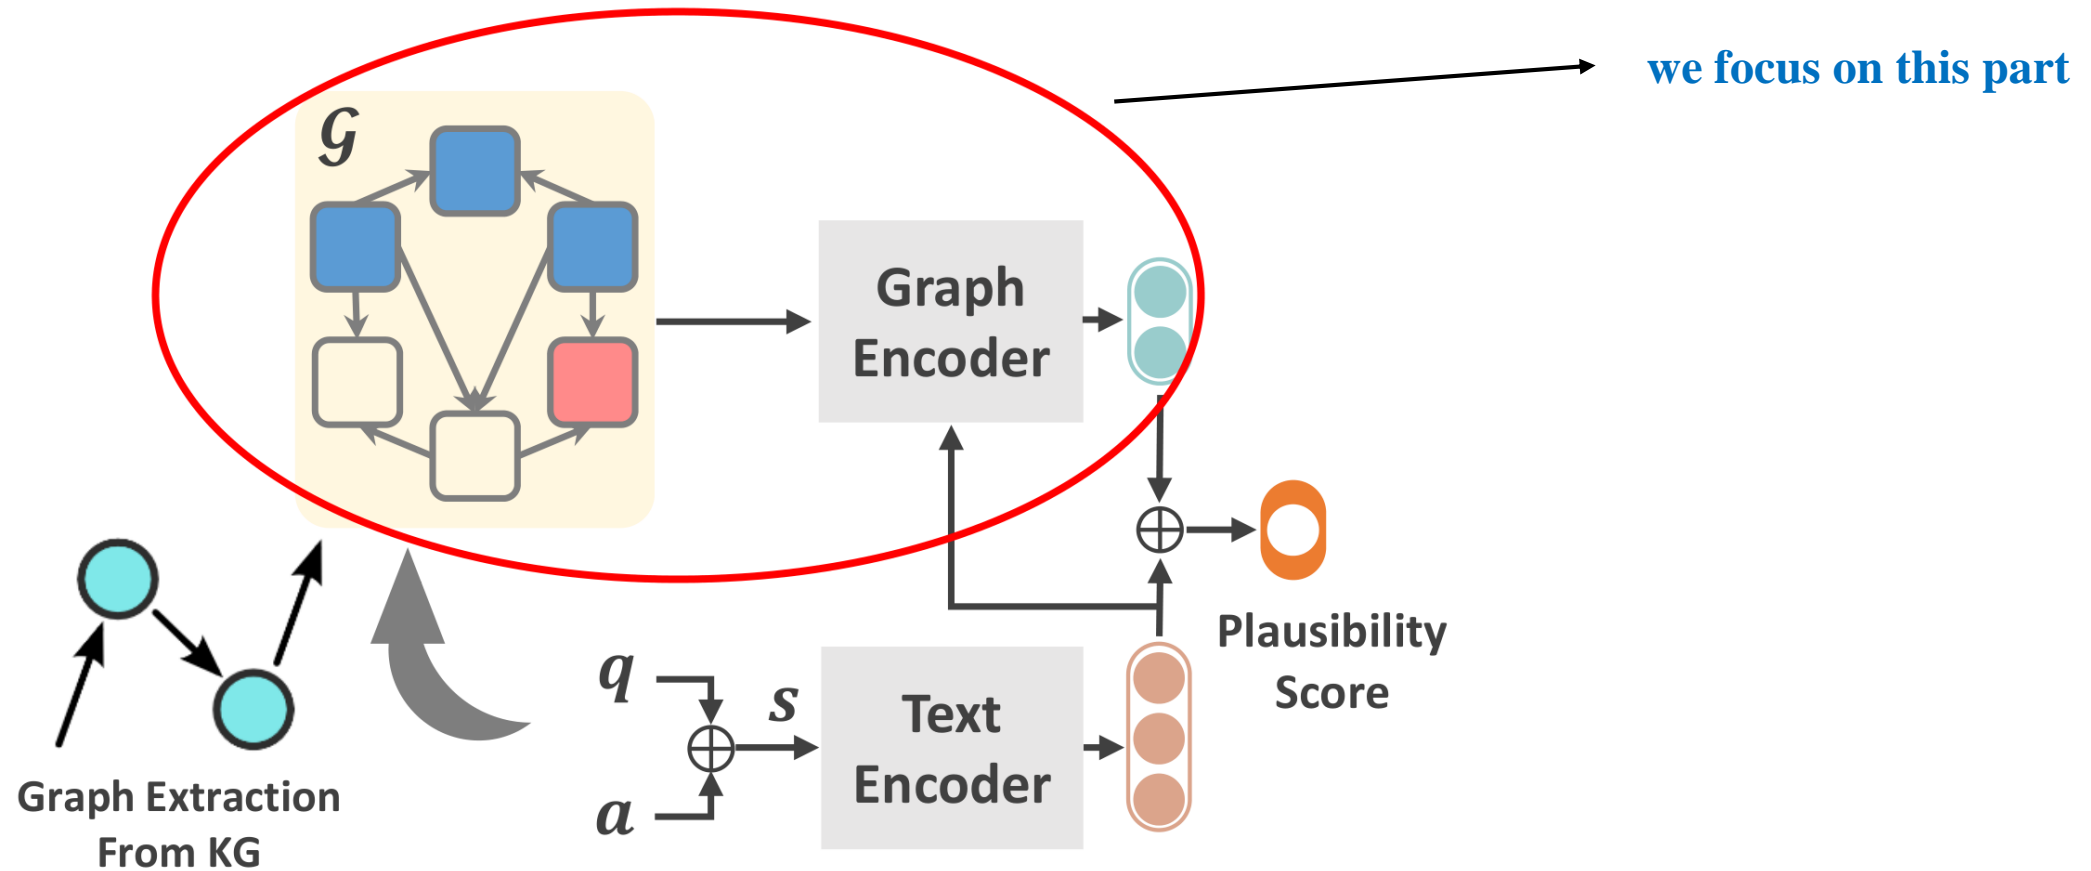 we focus on this part
𝒢
Graph
Encoder
Plausibility
Score
q
s
a
Text
Encoder
Graph Extraction
From KG